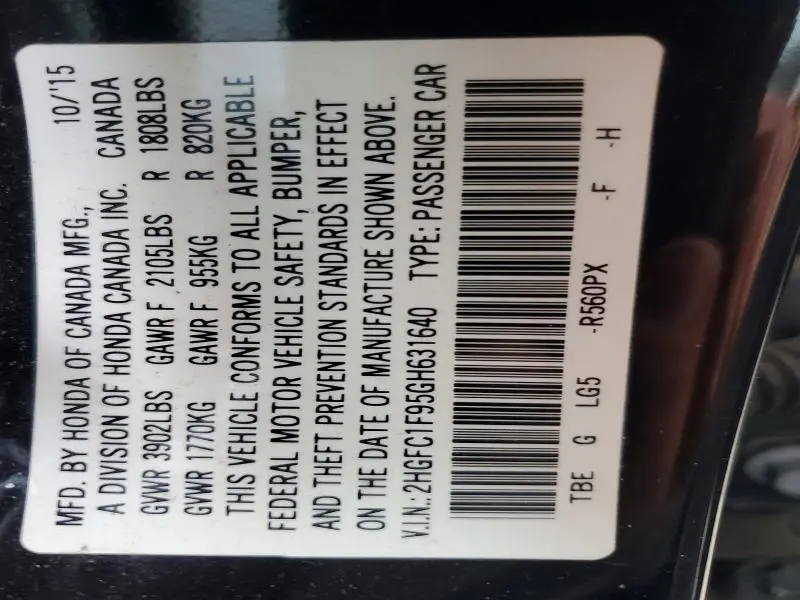 MFD. BY HONDA OF CANADA MFG., 10/'15
A DIVISION OF HONDA CANADA INC. CANADA
GVWR 3902LBS GAWR F 2105LBS R 1808LBS
GVWR 1770KG GAWR F 955KG R 820KG
THIS VEHICLE CONFORMS TO ALL APPLICABLE
FEDERAL MOTOR VEHICLE SAFETY, BUMPER,
AND THEFT PREVENTION STANDARDS IN EFFECT
ON THE DATE OF MANUFACTURE SHOWN ABOVE.
V.I.N.: 2HGFC1F95GH631640 TYPE: PASSENGER CAR
TBE G LG5 -R560PX -F -H